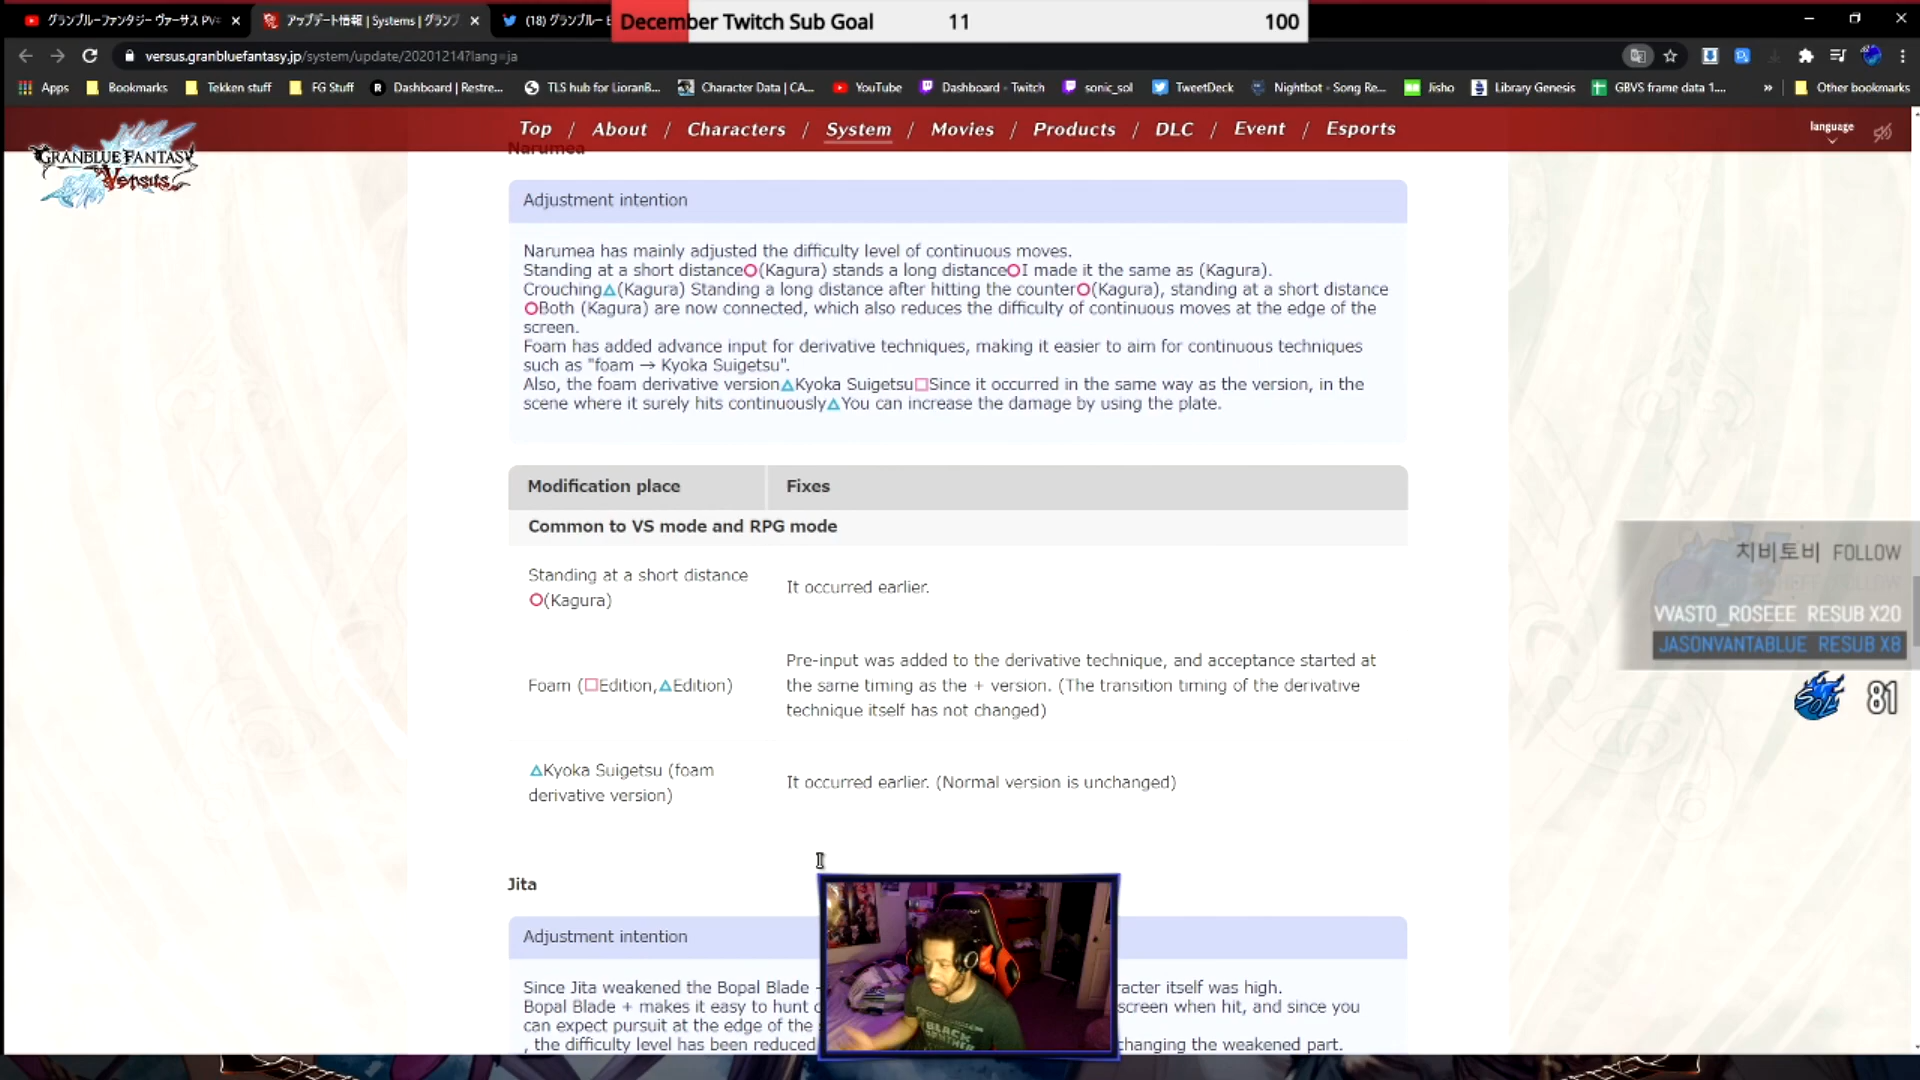 グランブルーファンタジー ヴァーサス PV
アップデート情報 | Systems | グラン
(18) グランブルー
December Twitch Sub Goal 11 100
versus.granbluefantasy.jp/system/update/20201214?lang=ja
Apps Bookmarks Tekken stuff FG Stuff Dashboard | Restre... TLS hub for LioranB... Character Data | CA... YouTube Dashboard - Twitch sonic_sol TweetDeck Nightbot - Song Re... Jisho Library Genesis GBVS frame data 1.... » Other bookmarks
Top / About / Characters / System / Movies / Products / DLC / Event / Esports
language
GRANBLUE FANTASY
Versus
Narumea
Adjustment intention
Narumea has mainly adjusted the difficulty level of continuous moves.
Standing at a short distance○(Kagura) stands a long distance○I made it the same as (Kagura).
Crouching△(Kagura) Standing a long distance after hitting the counter○(Kagura), standing at a short distance
○Both (Kagura) are now connected, which also reduces the difficulty of continuous moves at the edge of the
screen.
Foam has added advance input for derivative techniques, making it easier to aim for continuous techniques
such as "foam → Kyoka Suigetsu".
Also, the foam derivative version△Kyoka Suigetsu□Since it occurred in the same way as the version, in the
scene where it surely hits continuously△You can increase the damage by using the plate.
Modification place Fixes
Common to VS mode and RPG mode
Standing at a short distance
○(Kagura)
It occurred earlier.
Foam (□Edition,△Edition)
Pre-input was added to the derivative technique, and acceptance started at
the same timing as the + version. (The transition timing of the derivative
technique itself has not changed)
△Kyoka Suigetsu (foam
derivative version)
It occurred earlier. (Normal version is unchanged)
치비토비 FOLLOW
FOLLOW
VVASTO_ROSEEE RESUB X20
JASONVANTABLUE RESUB X8
SOL 81
Jita
Adjustment intention
Since Jita weakened the Bopal Blade racter itself was high.
Bopal Blade + makes it easy to hunt screen when hit, and since you
can expect pursuit at the edge of the
, the difficulty level has been reduced changing the weakened part.
BLACK